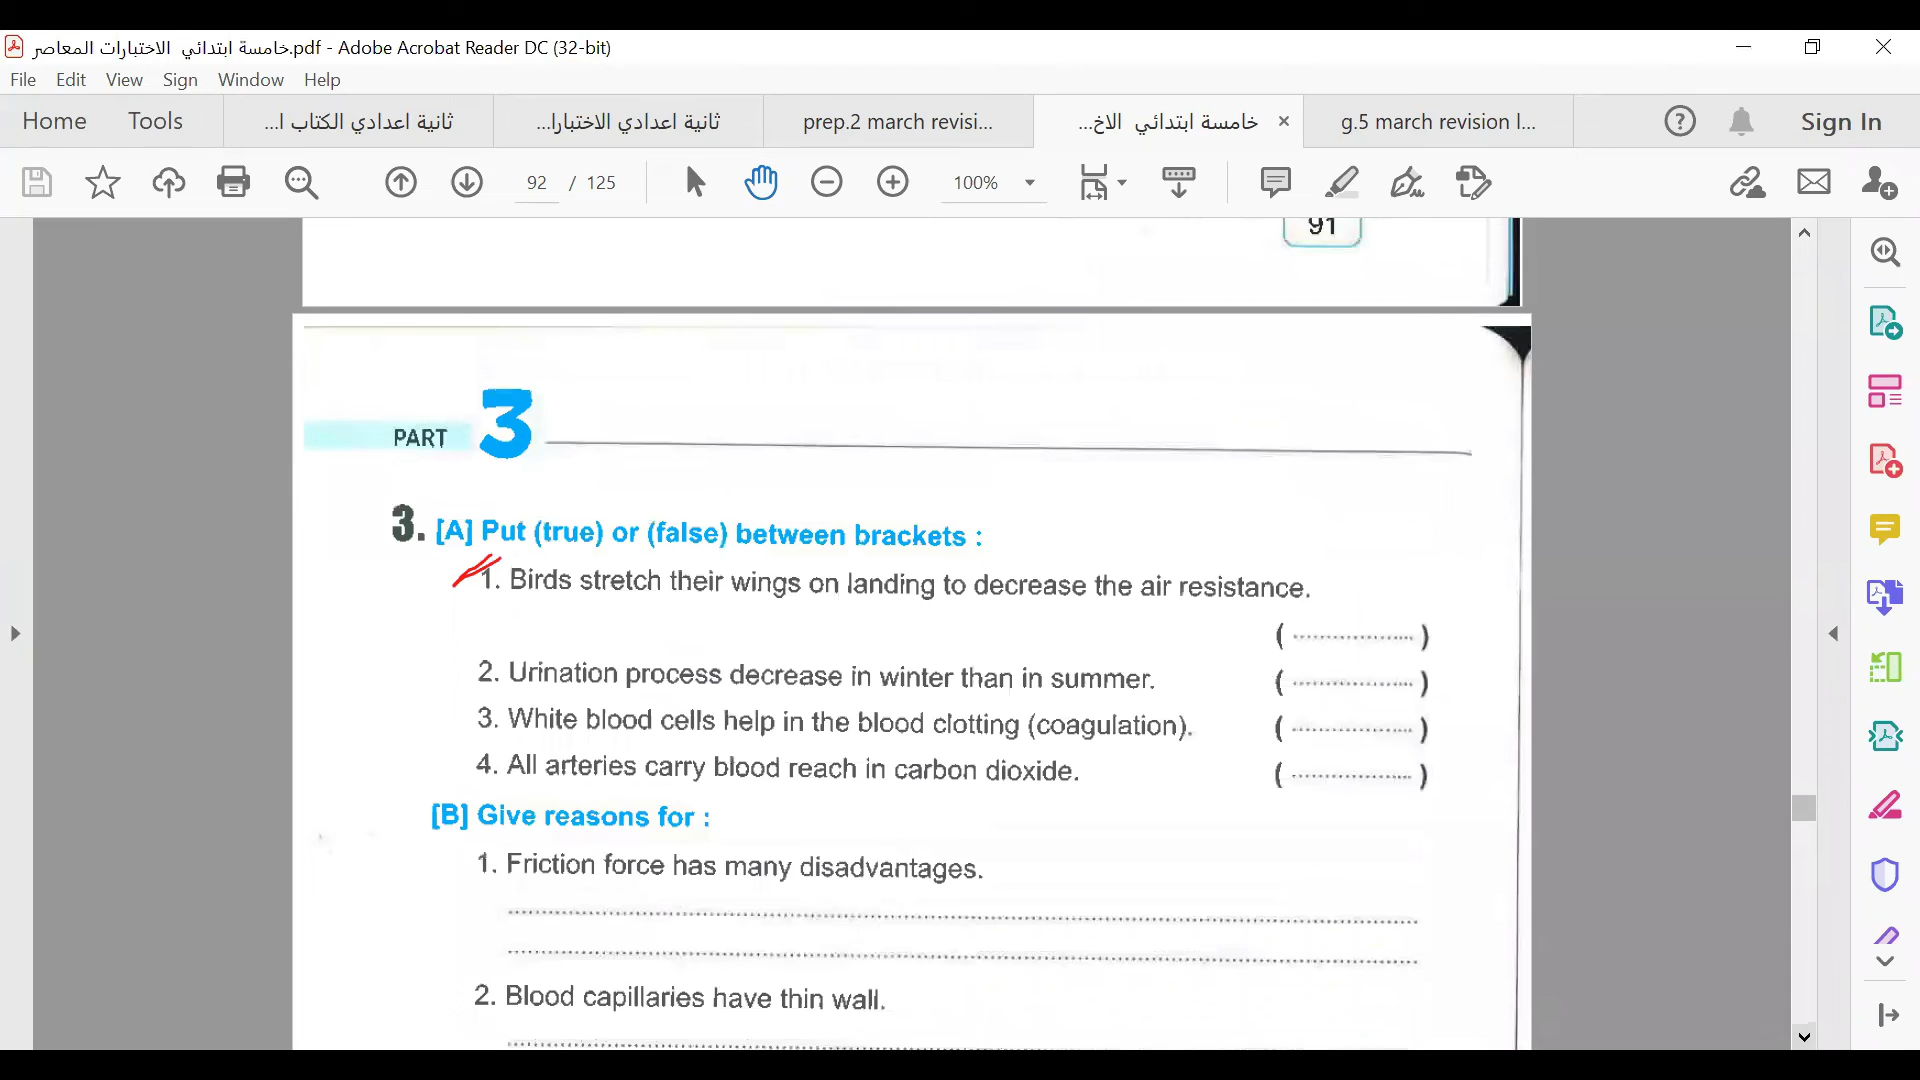 خامسة ابتدائي  الاختبارات المعاصر.pdf - Adobe Acrobat Reader DC (32-bit)
File Edit View Sign Window Help
Home Tools ثانية اعدادي الكتاب ا... ثانية اعدادي الاختبارا... prep.2 march revisi... خامسة ابتدائي  الاخ... × g.5 march revision l... Sign In
92 / 125 100%
91
PART 3
3. [A] Put (true) or (false) between brackets :
1. Birds stretch their wings on landing to decrease the air resistance.
( .................... )
2. Urination process decrease in winter than in summer. ( .................... )
3. White blood cells help in the blood clotting (coagulation). ( .................... )
4. All arteries carry blood reach in carbon dioxide. ( .................... )
[B] Give reasons for :
1. Friction force has many disadvantages.
2. Blood capillaries have thin wall.